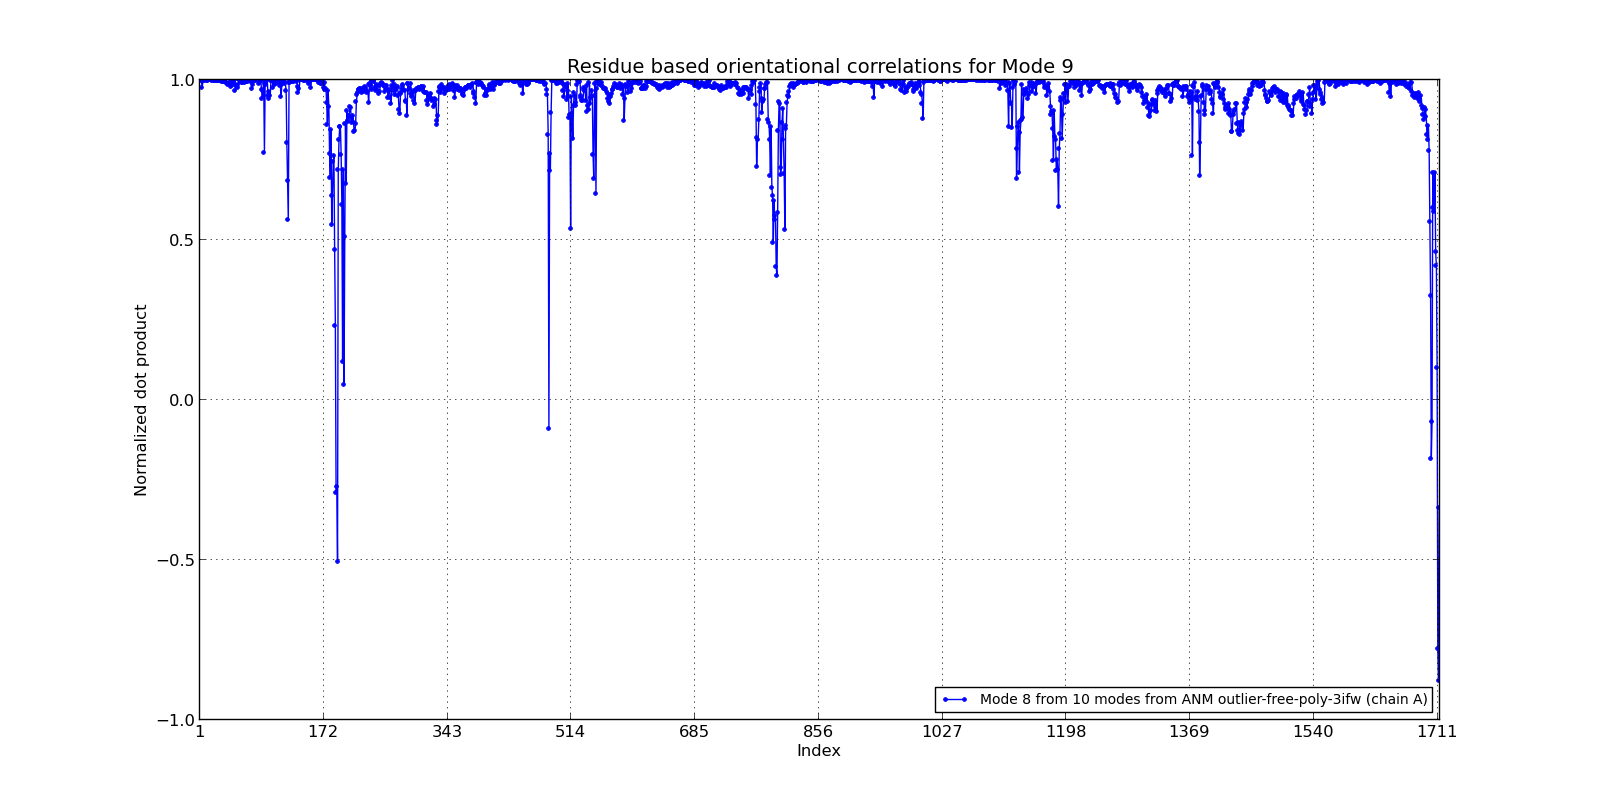 Residue based orientational correlations for Mode 9
1.0
0.5
0.0
−0.5
−1.0
Normalized dot product
Mode 8 from 10 modes from ANM outlier-free-poly-3ifw (chain A)
1 172 343 514 685 856 1027 1198 1369 1540 1711
Index